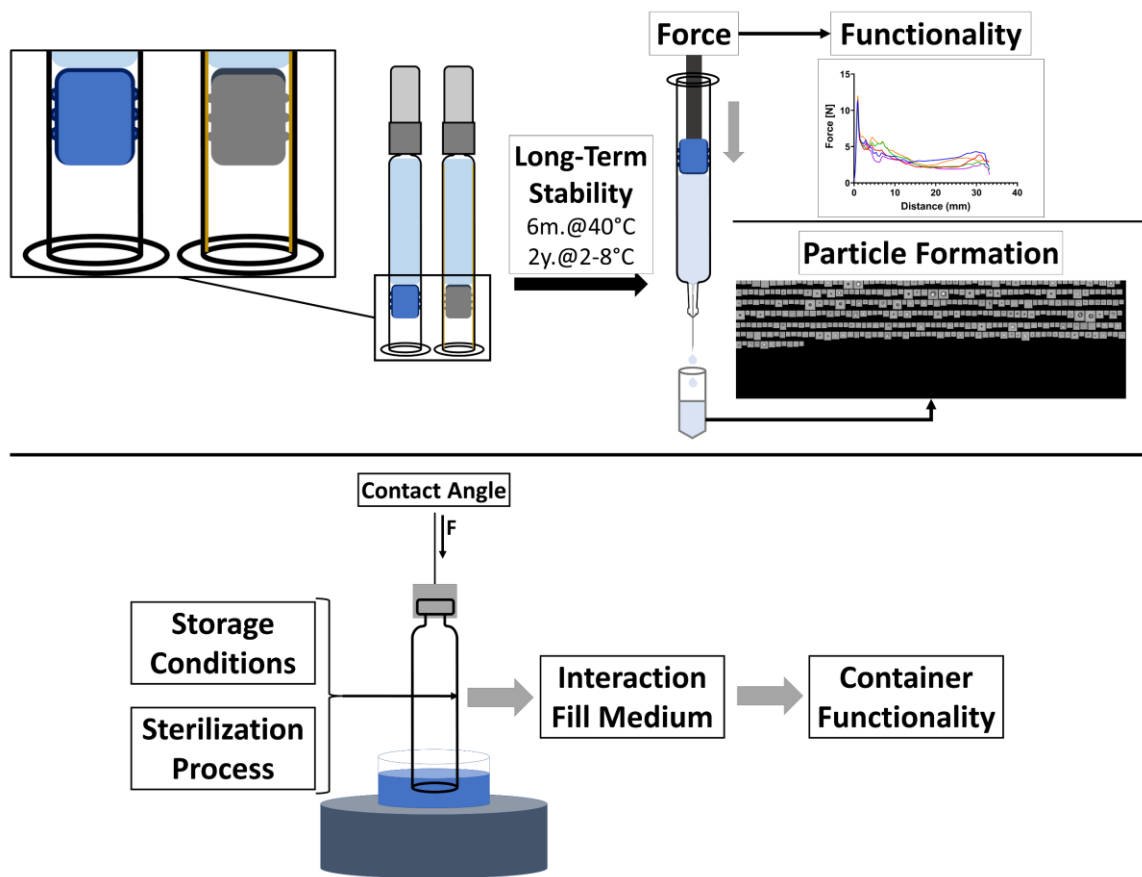 Force
Functionality
15
10
5
0
Force [N]
0 10 20 30 40
Distance (mm)
Long-Term
Stability
6m.@40°C
2y.@2-8°C
Particle Formation
Contact Angle
F
Storage
Conditions
Sterilization
Process
Interaction
Fill Medium
Container
Functionality